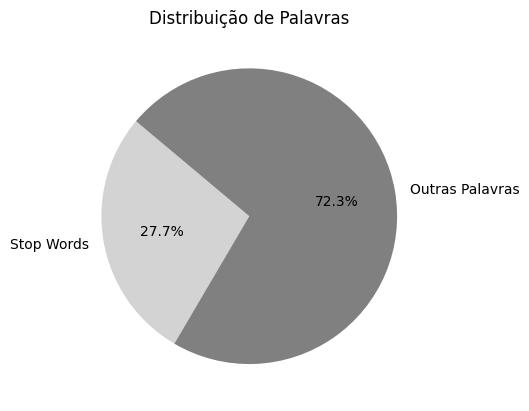 Distribuição de Palavras
72.3%
Outras Palavras
27.7%
Stop Words